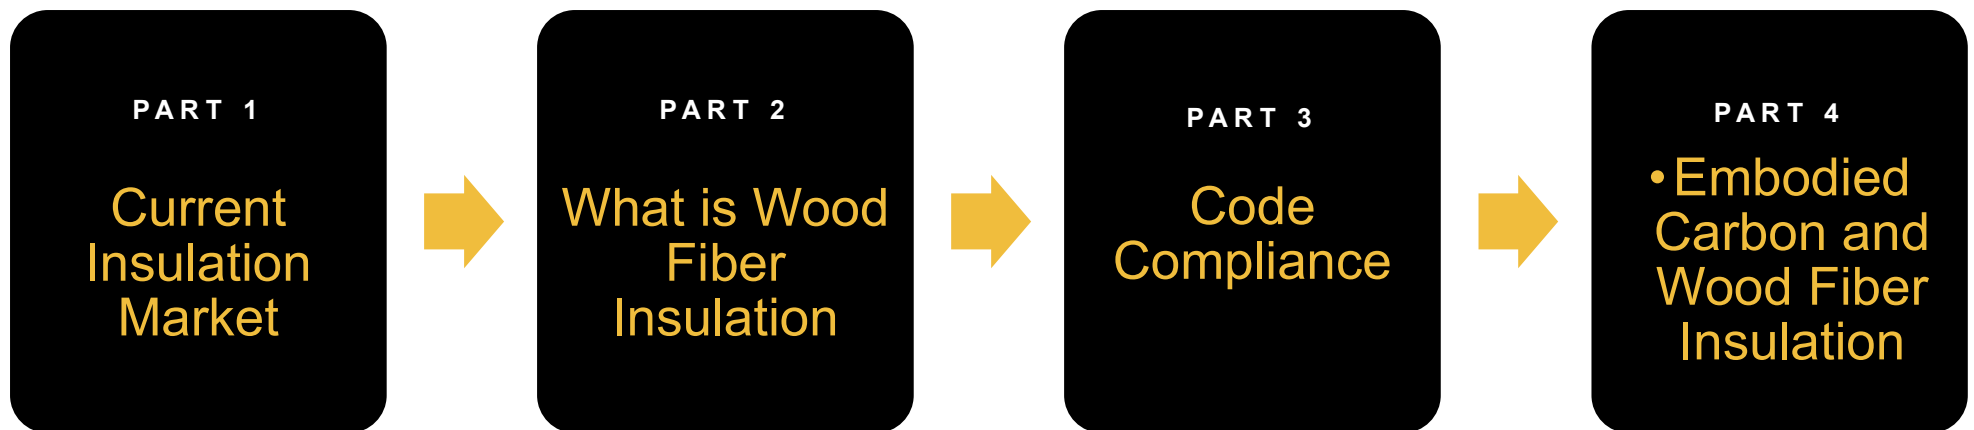 PART 1
Current
Insulation
Market
PART 2
What is Wood
Fiber
Insulation
PART 3
Code
Compliance
PART 4
•Embodied
Carbon and
Wood Fiber
Insulation